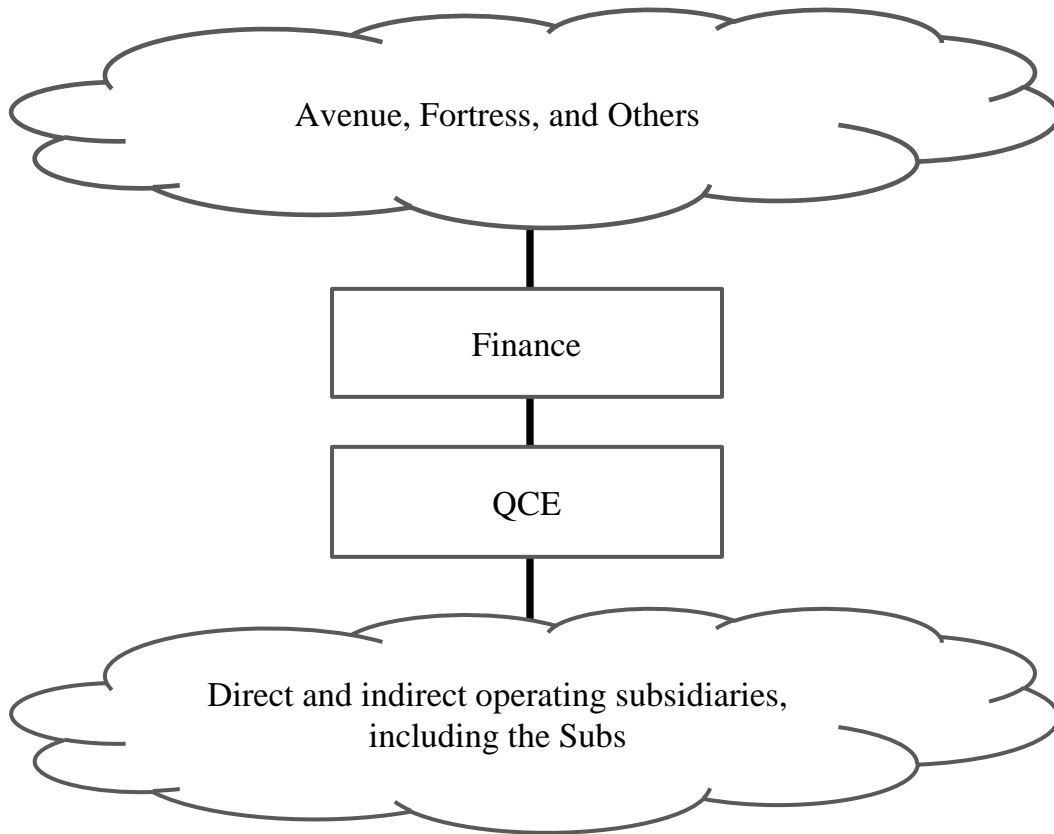 Avenue, Fortress, and Others
Finance
QCE
Direct and indirect operating subsidiaries,
including the Subs